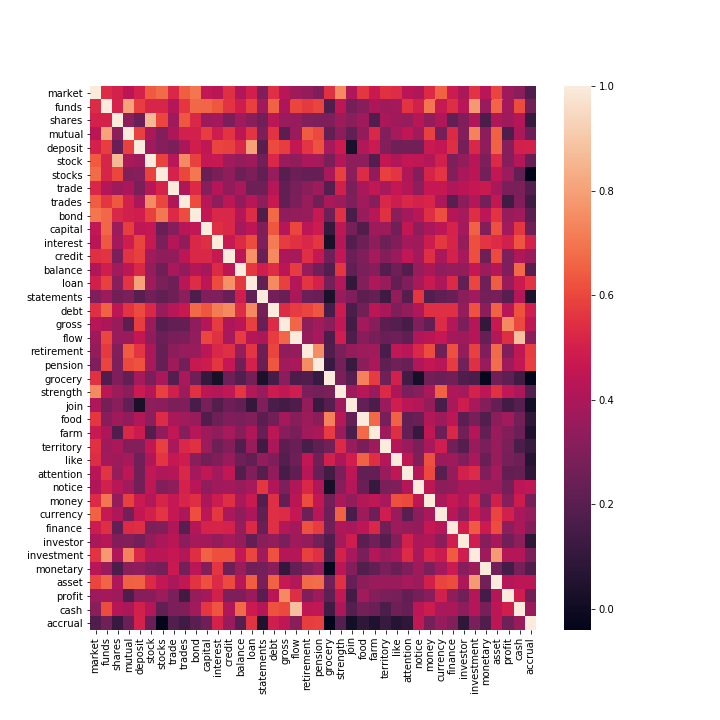 market
funds
shares
mutual
deposit
stock
stocks
trade
trades
bond
capital
interest
credit
balance
loan
statements
debt
gross
flow
retirement
pension
grocery
strength
join
food
farm
territory
like
attention
notice
money
currency
finance
investor
investment
monetary
asset
profit
cash
accrual
market
funds
shares
mutual
deposit
stock
stocks
trade
trades
bond
capital
interest
credit
balance
loan
statements
debt
gross
flow
retirement
pension
grocery
strength
join
food
farm
territory
like
attention
notice
money
currency
finance
investor
investment
monetary
asset
profit
cash
accrual
1.0
0.8
0.6
0.4
0.2
0.0